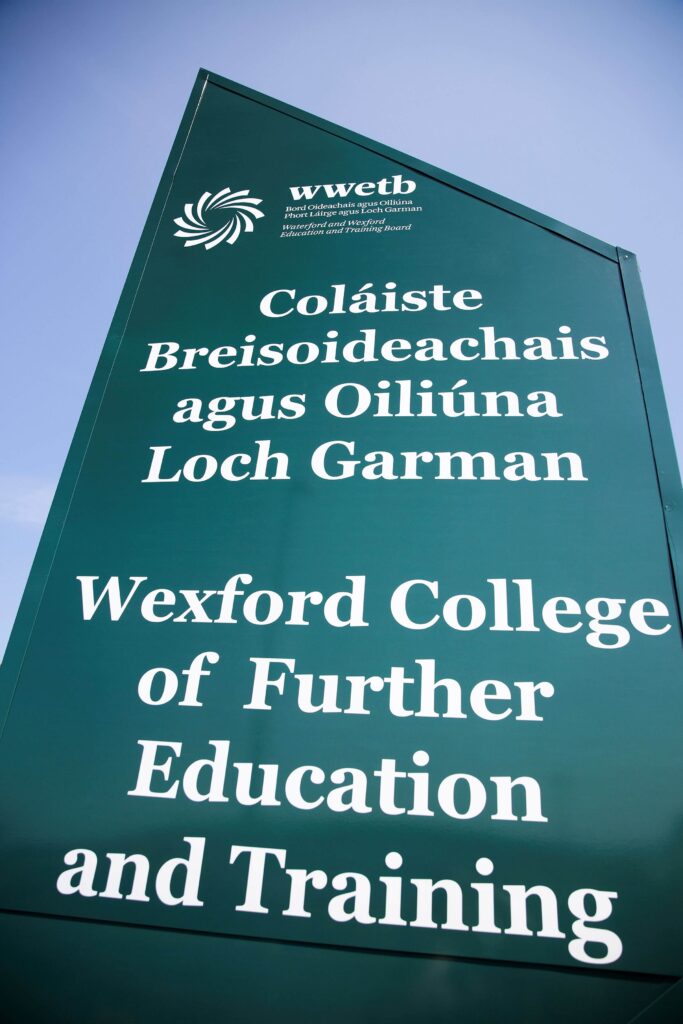 wwetb
Bord Oideachais agus Oiliúna
Phort Láirge agus Loch Garman
Waterford and Wexford
Education and Training Board
Coláiste
Breisoideachais
agus Oiliúna
Loch Garman
Wexford College
of Further
Education
and Training